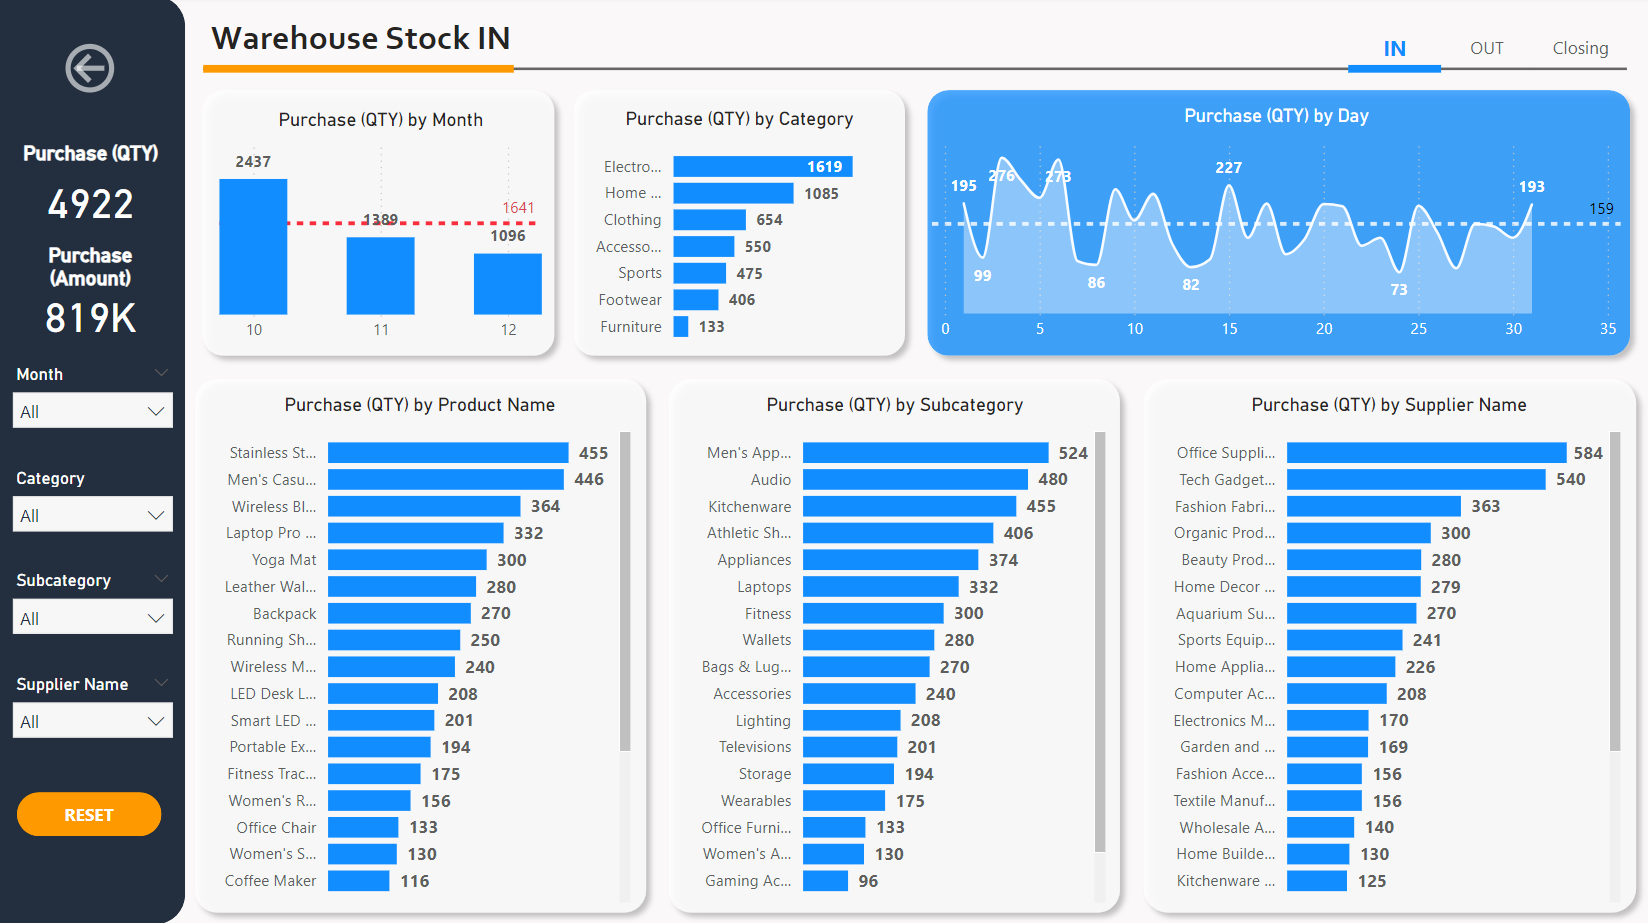 Warehouse Stock IN
IN
OUT
Closing
Purchase (QTY)
4922
Purchase
(Amount)
819K
Month
All
Category
All
Subcategory
All
Supplier Name
All
RESET
Purchase (QTY) by Month
2437
1389
1641
1096
10
11
12
Purchase (QTY) by Category
Electro... 1619
Home ... 1085
Clothing 654
Accesso... 550
Sports 475
Footwear 406
Furniture 133
Purchase (QTY) by Day
195
276
273
227
193
159
99
86
82
73
0 5 10 15 20 25 30 35
Purchase (QTY) by Product Name
Stainless St... 455
Men's Casu... 446
Wireless Bl... 364
Laptop Pro ... 332
Yoga Mat 300
Leather Wal... 280
Backpack 270
Running Sh... 250
Wireless M... 240
LED Desk L... 208
Smart LED ... 201
Portable Ex... 194
Fitness Trac... 175
Women's R... 156
Office Chair 133
Women's S... 130
Coffee Maker 116
Purchase (QTY) by Subcategory
Men's App... 524
Audio 480
Kitchenware 455
Athletic Sh... 406
Appliances 374
Laptops 332
Fitness 300
Wallets 280
Bags & Lug... 270
Accessories 240
Lighting 208
Televisions 201
Storage 194
Wearables 175
Office Furni... 133
Women's A... 130
Gaming Ac... 96
Purchase (QTY) by Supplier Name
Office Suppli... 584
Tech Gadget... 540
Fashion Fabri... 363
Organic Prod... 300
Beauty Prod... 280
Home Decor ... 279
Aquarium Su... 270
Sports Equip... 241
Home Applia... 226
Computer Ac... 208
Electronics M... 170
Garden and ... 169
Fashion Acce... 156
Textile Manuf... 156
Wholesale A... 140
Home Builde... 130
Kitchenware ... 125